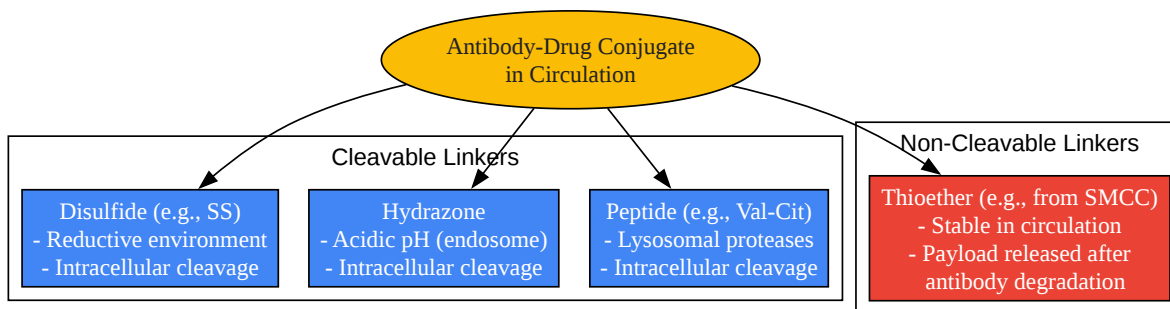 Antibody-Drug Conjugate
in Circulation
Cleavable Linkers
Disulfide (e.g., SS)
- Reductive environment
- Intracellular cleavage
Hydrazone
- Acidic pH (endosome)
- Intracellular cleavage
Peptide (e.g., Val-Cit)
- Lysosomal proteases
- Intracellular cleavage
Non-Cleavable Linkers
Thioether (e.g., from SMCC)
- Stable in circulation
- Payload released after
antibody degradation